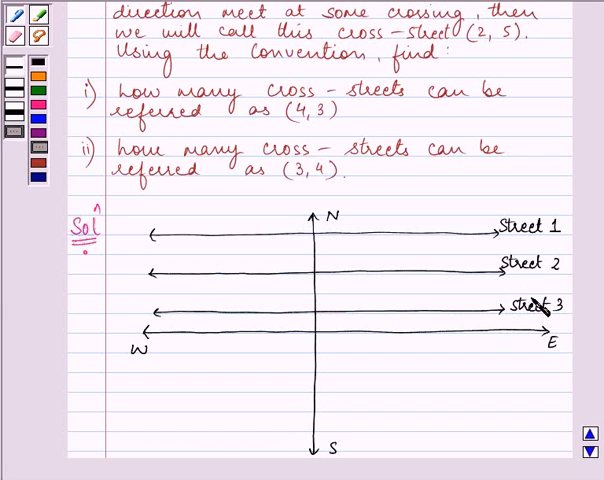 direction meet at some crossing, then
we will call this cross-street (2, 5).
Using the convention, find:
i) how many cross-streets can be
referred as (4, 3)
ii) how many cross-streets can be
referred as (3, 4).
Sol^
N
Street 1
Street 2
Street 3
W
E
S